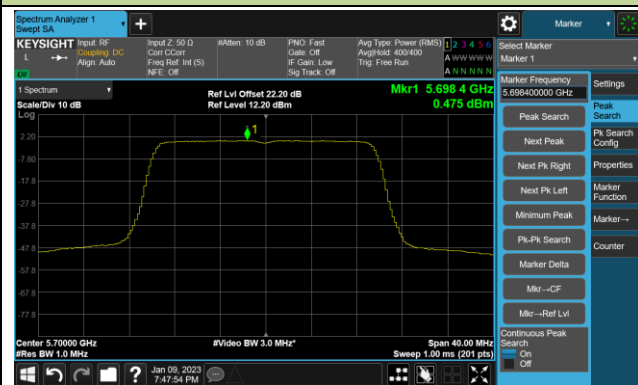 Spectrum Analyzer 1
Swept SA
Marker
KEYSIGHT Input: RF Input Z: 50 Ω #Atten: 10 dB PNO: Fast Avg Type: Power (RMS) 1 2 3 4 5 6
L Coupling: DC Corr CCorr Gate: Off Avg|Hold: 400/400 A W W W W W
Align: Auto Freq Ref: Int (S) IF Gain: Low Trig: Free Run
NFE: Off Sig Track: Off A N N N N N
Select Marker
Marker 1
1 Spectrum
Ref Lvl Offset 22.20 dB Mkr1 5.698 4 GHz
Scale/Div 10 dB Ref Level 12.20 dBm 0.475 dBm
Log
1
2.20
-7.80
-17.8
-27.8
-37.8
-47.8
-57.8
-67.8
-77.8
Center 5.70000 GHz #Video BW 3.0 MHz* Span 40.00 MHz
#Res BW 1.0 MHz Sweep 1.00 ms (201 pts)
Marker Frequency
5.698400000 GHz
Peak Search
Next Peak
Next Pk Right
Next Pk Left
Minimum Peak
Pk-Pk Search
Marker Delta
Mkr→CF
Mkr→Ref Lvl
Continuous Peak
Search
On
Off
Settings
Peak
Search
Pk Search
Config
Properties
Marker
Function
Marker→
Counter
Jan 09, 2023
7:47:54 PM